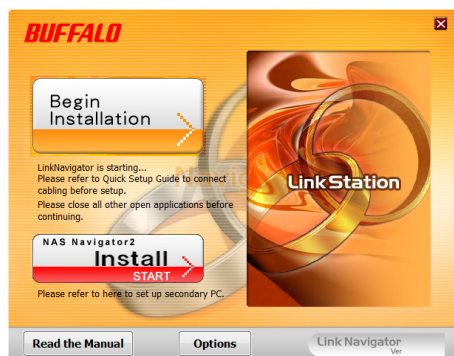 BUFFALO
Begin
Installation
LinkNavigator is starting...
Please refer to Quick Setup Guide to connect
cabling before setup.
Please close all other open applications before
continuing.
NAS Navigator2
Install
START
Please refer to here to set up secondary PC.
LinkStation
Read the Manual
Options
Link Navigator
Ver